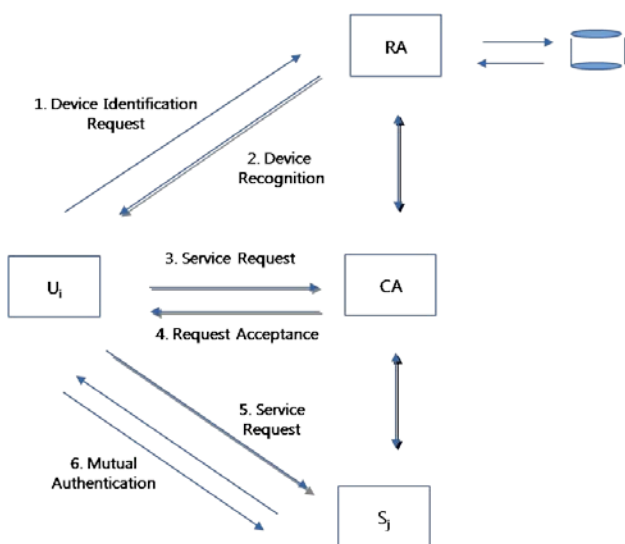 RA
1. Device Identification
Request
2. Device
Recognition
3. Service Request
Ui
CA
4. Request Acceptance
5. Service
Request
6. Mutual
Authentication
Sj